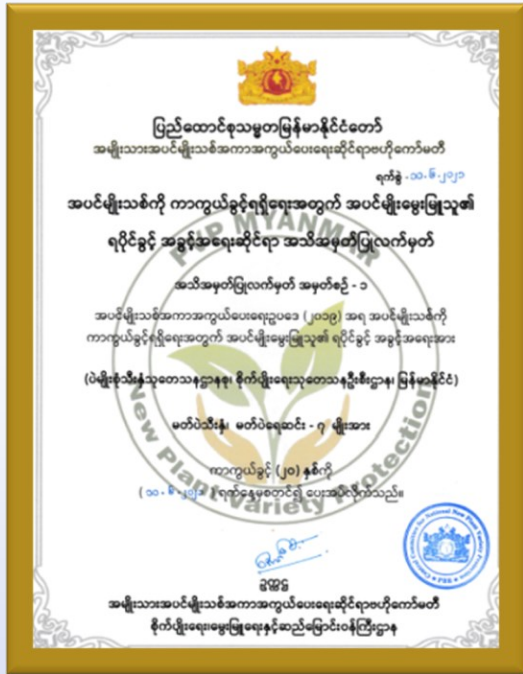 ပြည်ထောင်စုသမ္မတမြန်မာနိုင်ငံတော်
အမျိုးသားအပင်မျိုးသစ်အကာအကွယ်ပေးရေးဆိုင်ရာဗဟိုကော်မတီ
ရက်စွဲ - ၁၁-၆-၂၀၂၁
အပင်မျိုးသစ်ကို ကာကွယ်ခွင့်ရရှိရေးအတွက် အပင်မျိုးမွေးမြူသူ၏
ရပိုင်ခွင့် အခွင့်အရေးဆိုင်ရာ အသိအမှတ်ပြုလက်မှတ်
PVP MYANMAR
အသိအမှတ်ပြုလက်မှတ် အမှတ်စဉ် - ၁
အပင်မျိုးသစ်အကာအကွယ်ပေးရေးဥပဒေ (၂၀၁၉) အရ အပင်မျိုးသစ်ကို
ကာကွယ်ခွင့်ရရှိရေးအတွက် အပင်မျိုးမွေးမြူသူ၏ ရပိုင်ခွင့် အခွင့်အရေးအား
(ပဲမျိုးစုံသီးနှံသုတေသနဌာနစု၊ စိုက်ပျိုးရေးသုတေသနဦးစီးဌာန၊ မြန်မာနိုင်ငံ)
မတ်ပဲသီးနှံ၊ မတ်ပဲရေဆင်း - ၇ မျိုးအား
ကာကွယ်ခွင့် (၂၀) နှစ်ကို
( ၁၁-၆-၂၀၂၁ ) ရက်နေ့မှစတင်၍ ပေးအပ်လိုက်သည်။
New Plant Variety Protection
ဥက္ကဋ္ဌ
အမျိုးသားအပင်မျိုးသစ်အကာအကွယ်ပေးရေးဆိုင်ရာဗဟိုကော်မတီ
စိုက်ပျိုးရေး၊မွေးမြူရေးနှင့်ဆည်မြောင်းဝန်ကြီးဌာန